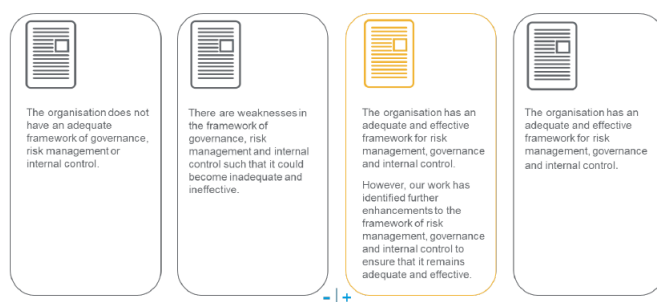 The organisation does not
have an adequate
framework of governance,
risk management or
internal control.
There are weaknesses in
the framework of
governance, risk
management and internal
control such that it could
become inadequate and
ineffective.
The organisation has an
adequate and effective
framework for risk
management, governance
and internal control.
However, our work has
identified further
enhancements to the
framework of risk
management, governance
and internal control to
ensure that it remains
adequate and effective.
The organisation has an
adequate and effective
framework for risk
management, governance
and internal control.
- | +